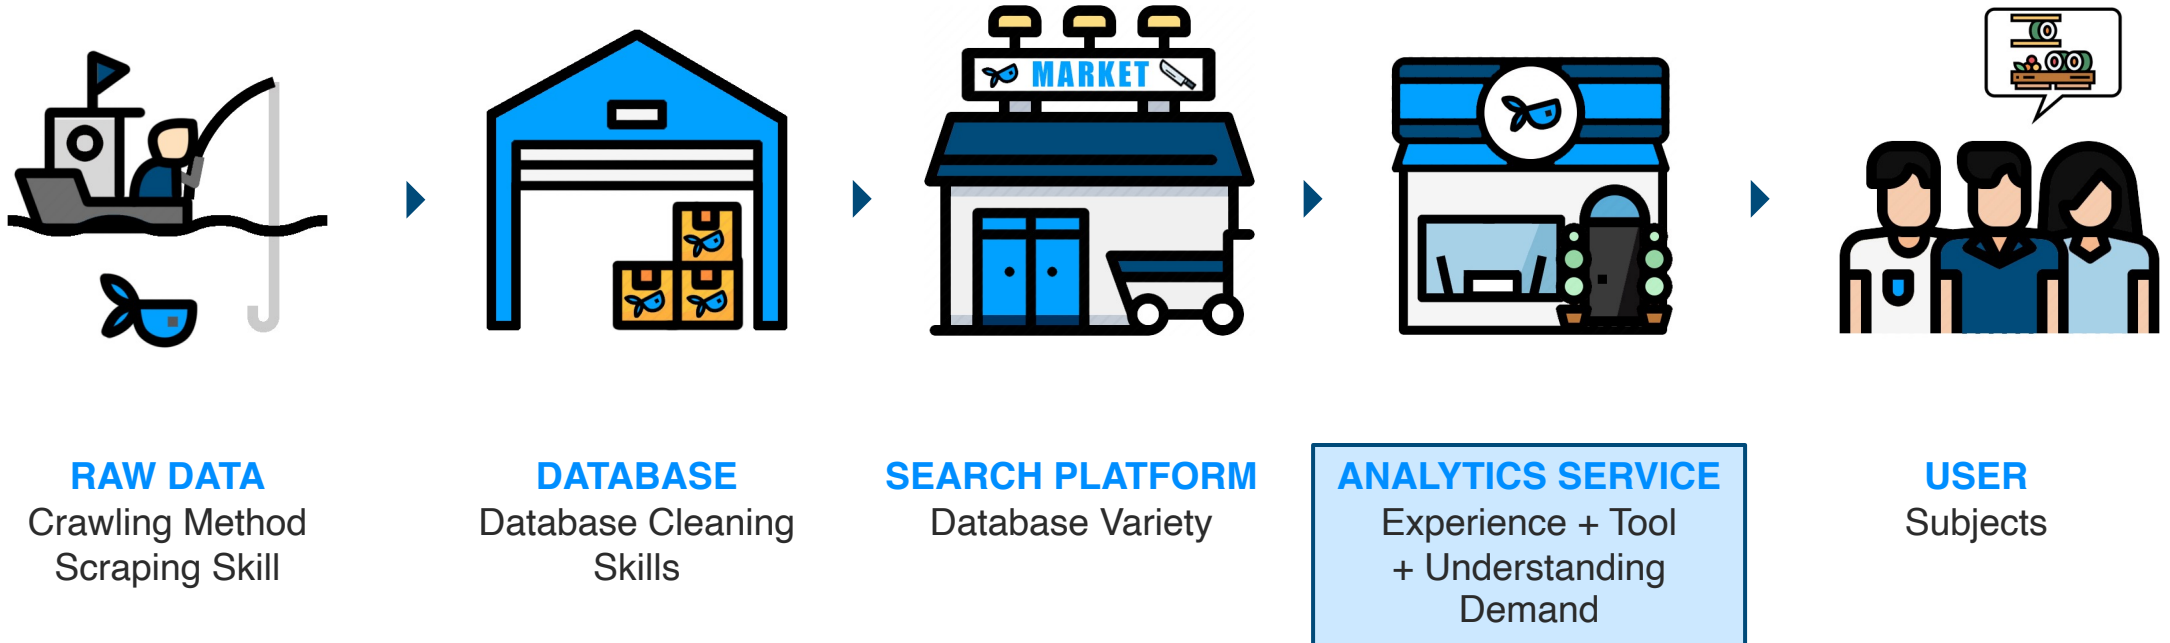 MARKET
RAW DATA
Crawling Method
Scraping Skill
DATABASE
Database Cleaning
Skills
SEARCH PLATFORM
Database Variety
ANALYTICS SERVICE
Experience + Tool
+ Understanding
Demand
USER
Subjects